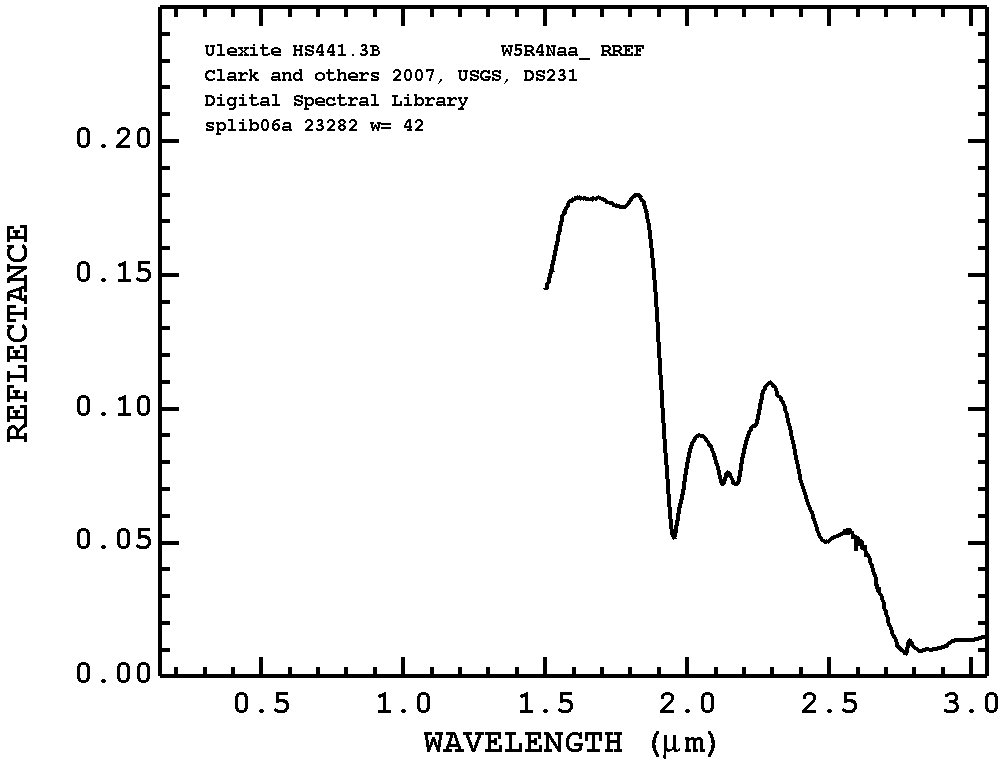 Ulexite HS441.3B W5R4Naa_ RREF
Clark and others 2007, USGS, DS231
Digital Spectral Library
splib06a 23282 w= 42
REFLECTANCE
0.20
0.15
0.10
0.05
0.00
0.5 1.0 1.5 2.0 2.5 3.0
WAVELENGTH (μm)